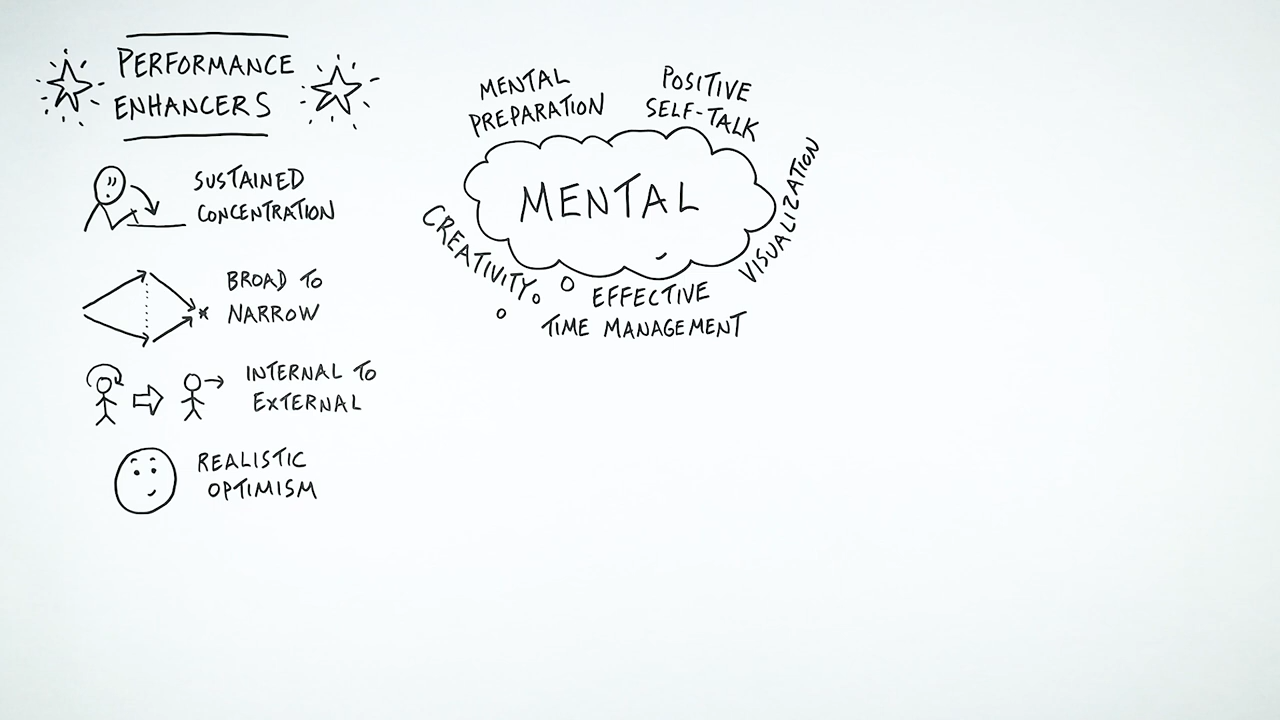 PERFORMANCE
ENHANCERS
SUSTAINED
CONCENTRATION
BROAD TO
NARROW
INTERNAL TO
EXTERNAL
REALISTIC
OPTIMISM
MENTAL
PREPARATION
POSITIVE
SELF-TALK
MENTAL
VISUALIZATION
CREATIVITY
EFFECTIVE
TIME MANAGEMENT